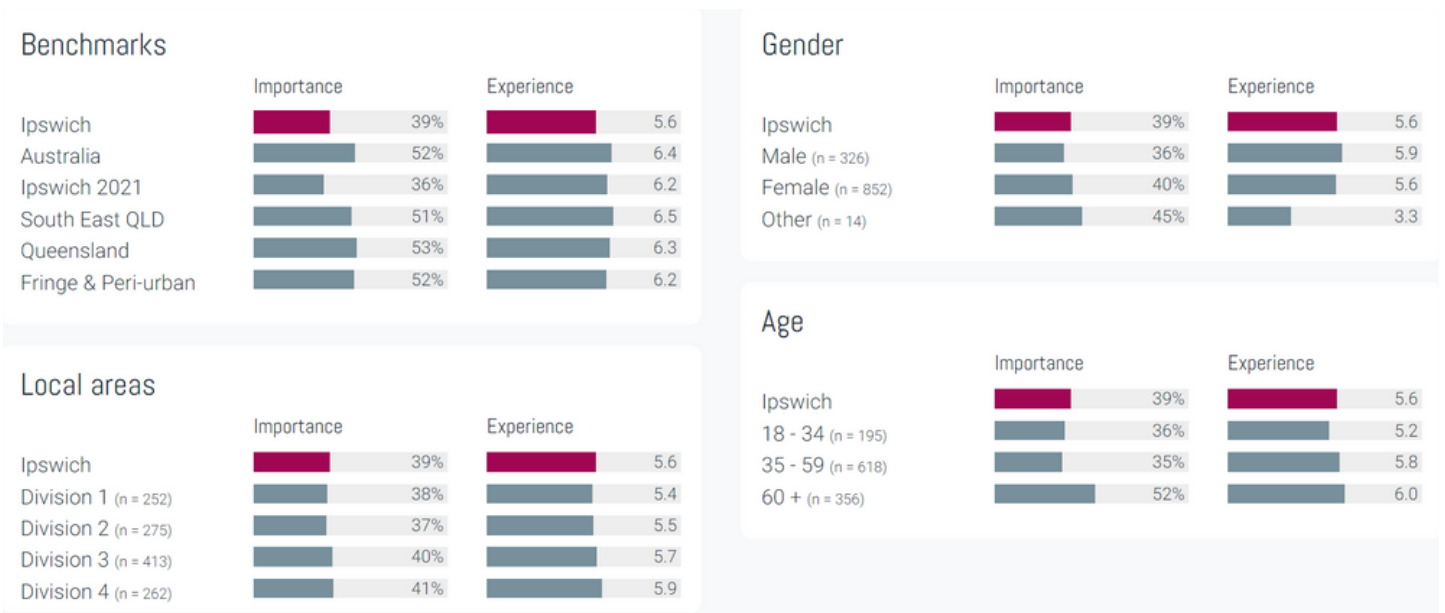 Benchmarks
Importance Experience
Ipswich 39% 5.6
Australia 52% 6.4
Ipswich 2021 36% 6.2
South East QLD 51% 6.5
Queensland 53% 6.3
Fringe & Peri-urban 52% 6.2
Local areas
Importance Experience
Ipswich 39% 5.6
Division 1 (n = 252) 38% 5.4
Division 2 (n = 275) 37% 5.5
Division 3 (n = 413) 40% 5.7
Division 4 (n = 262) 41% 5.9
Gender
Importance Experience
Ipswich 39% 5.6
Male (n = 326) 36% 5.9
Female (n = 852) 40% 5.6
Other (n = 14) 45% 3.3
Age
Importance Experience
Ipswich 39% 5.6
18 - 34 (n = 195) 36% 5.2
35 - 59 (n = 618) 35% 5.8
60 + (n = 356) 52% 6.0